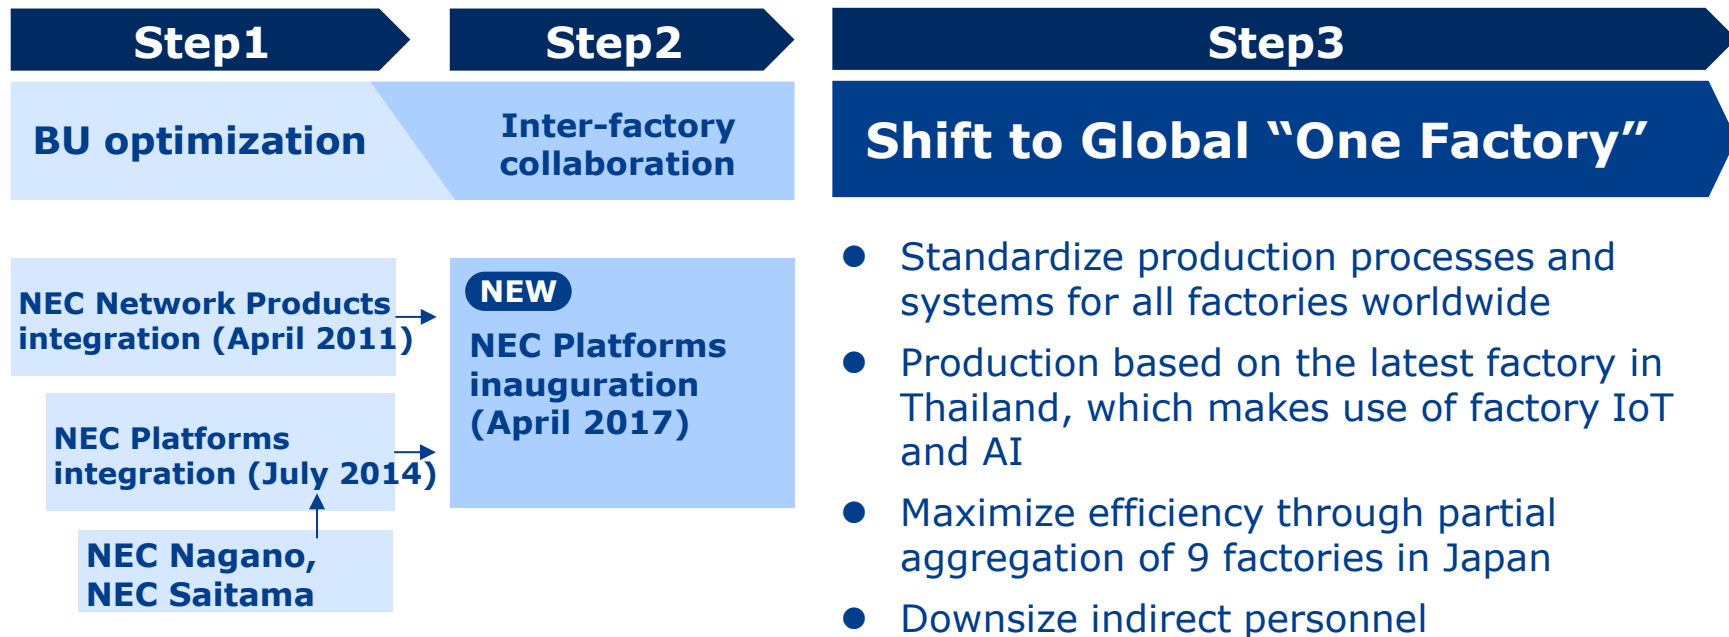 Step1
Step2
Step3
BU optimization
Inter-factory
collaboration
Shift to Global “One Factory”
NEC Network Products
integration (April 2011)
NEC Platforms
integration (July 2014)
NEC Nagano,
NEC Saitama
NEW
NEC Platforms
inauguration
(April 2017)
● Standardize production processes and
systems for all factories worldwide
● Production based on the latest factory in
Thailand, which makes use of factory IoT
and AI
● Maximize efficiency through partial
aggregation of 9 factories in Japan
● Downsize indirect personnel